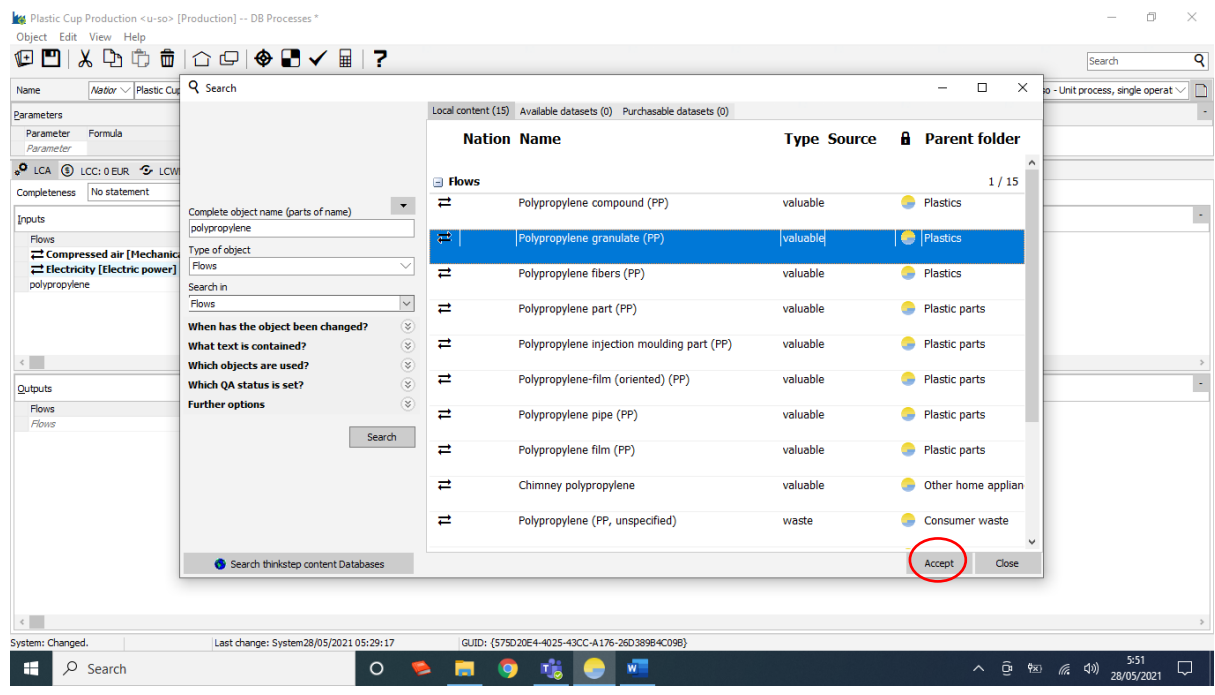 Plastic Cup Production <u-so> [Production] -- DB Processes *
Object Edit View Help
?
Search
Name Nation Plastic Cup
so - Unit process, single operat
Parameters
Parameter Formula
Parameter
LCA LCC: 0 EUR LCW
Completeness No statement
Inputs
Flows
Compressed air [Mechanica
Electricity [Electric power]
polypropylene
Outputs
Flows
Flows
Search
Complete object name (parts of name)
polypropylene
Type of object
Flows
Search in
Flows
When has the object been changed?
What text is contained?
Which objects are used?
Which QA status is set?
Further options
Search
Search thinkstep content Databases
Local content (15) Available datasets (0) Purchasable datasets (0)
Nation Name Type Source Parent folder
Flows 1 / 15
Polypropylene compound (PP) valuable Plastics
Polypropylene granulate (PP) valuable Plastics
Polypropylene fibers (PP) valuable Plastics
Polypropylene part (PP) valuable Plastic parts
Polypropylene injection moulding part (PP) valuable Plastic parts
Polypropylene-film (oriented) (PP) valuable Plastic parts
Polypropylene pipe (PP) valuable Plastic parts
Polypropylene film (PP) valuable Plastic parts
Chimney polypropylene valuable Other home applian
Polypropylene (PP, unspecified) waste Consumer waste
Accept Close
System: Changed. Last change: System28/05/2021 05:29:17 GUID: {575D20E4-4025-43CC-A176-26D389B4C09B}
Search
5:51
28/05/2021